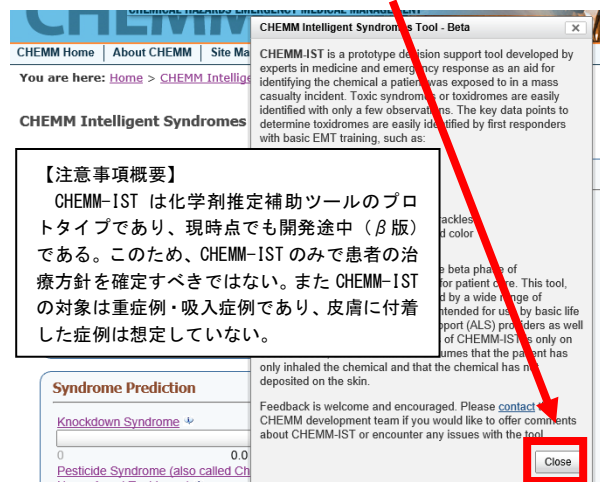 CHEMICAL HAZARDS EMERGENCY MEDICAL MANAGEMENT
CHEMM
CHEMM Home | About CHEMM | Site Ma
You are here: Home > CHEMM Intellige
CHEMM Intelligent Syndromes
CHEMM Intelligent Syndromes Tool - Beta
CHEMM-IST is a prototype decision support tool developed by
experts in medicine and emergency response as an aid for
identifying the chemical a patient was exposed to in a mass
casualty incident. Toxic syndromes or toxidromes are easily
identified with only a few observations. The key data points to
determine toxidromes are easily identified by first responders
with basic EMT training, such as:
【注意事項概要】
CHEMM-IST は化学剤推定補助ツールのプロ
トタイプであり、現時点でも開発途中（β版）
である。このため、CHEMM-IST のみで患者の治
療方針を確定すべきではない。また CHEMM-IST
の対象は重症例・吸入症例であり、皮膚に付着
した症例は想定していない。
rackles
d color
e beta phase of
for patient care. This tool,
d by a wide range of
ntended for use by basic life
port (ALS) providers as well
of CHEMM-IST is only on
umes that the patient has
only inhaled the chemical and that the chemical has not
deposited on the skin.
Feedback is welcome and encouraged. Please contact
CHEMM development team if you would like to offer comments
about CHEMM-IST or encounter any issues with the tool
Close
Syndrome Prediction
Knockdown Syndrome
0 0.0
Pesticide Syndrome (also called Ch